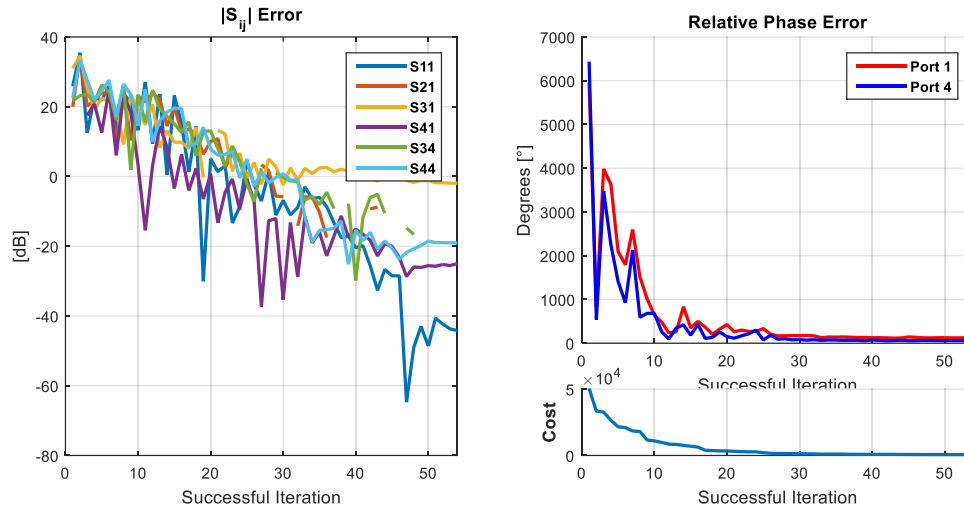 |Sij| Error
40
20
0
-20
-40
-60
-80
[dB]
0
10
20
30
40
50
Successful Iteration
S11
S21
S31
S41
S34
S44
Relative Phase Error
7000
6000
5000
4000
3000
2000
1000
0
Degrees [°]
0
10
20
30
40
50
Successful Iteration
Port 1
Port 4
× 10^4
5
0
Cost
0
10
20
30
40
50
Successful Iteration